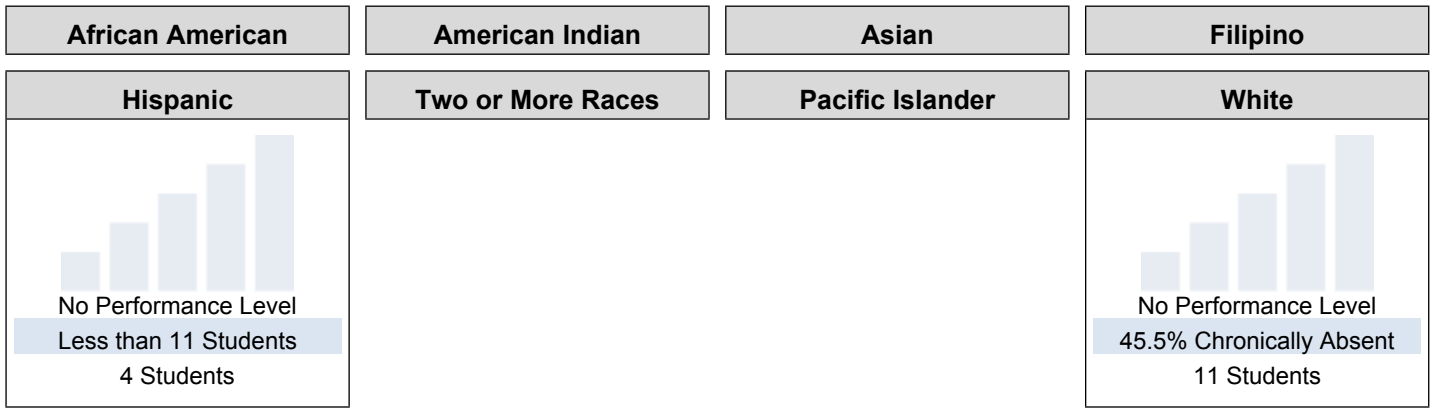 African American
American Indian
Asian
Filipino
Hispanic
Two or More Races
Pacific Islander
White
No Performance Level
Less than 11 Students
4 Students
No Performance Level
45.5% Chronically Absent
11 Students